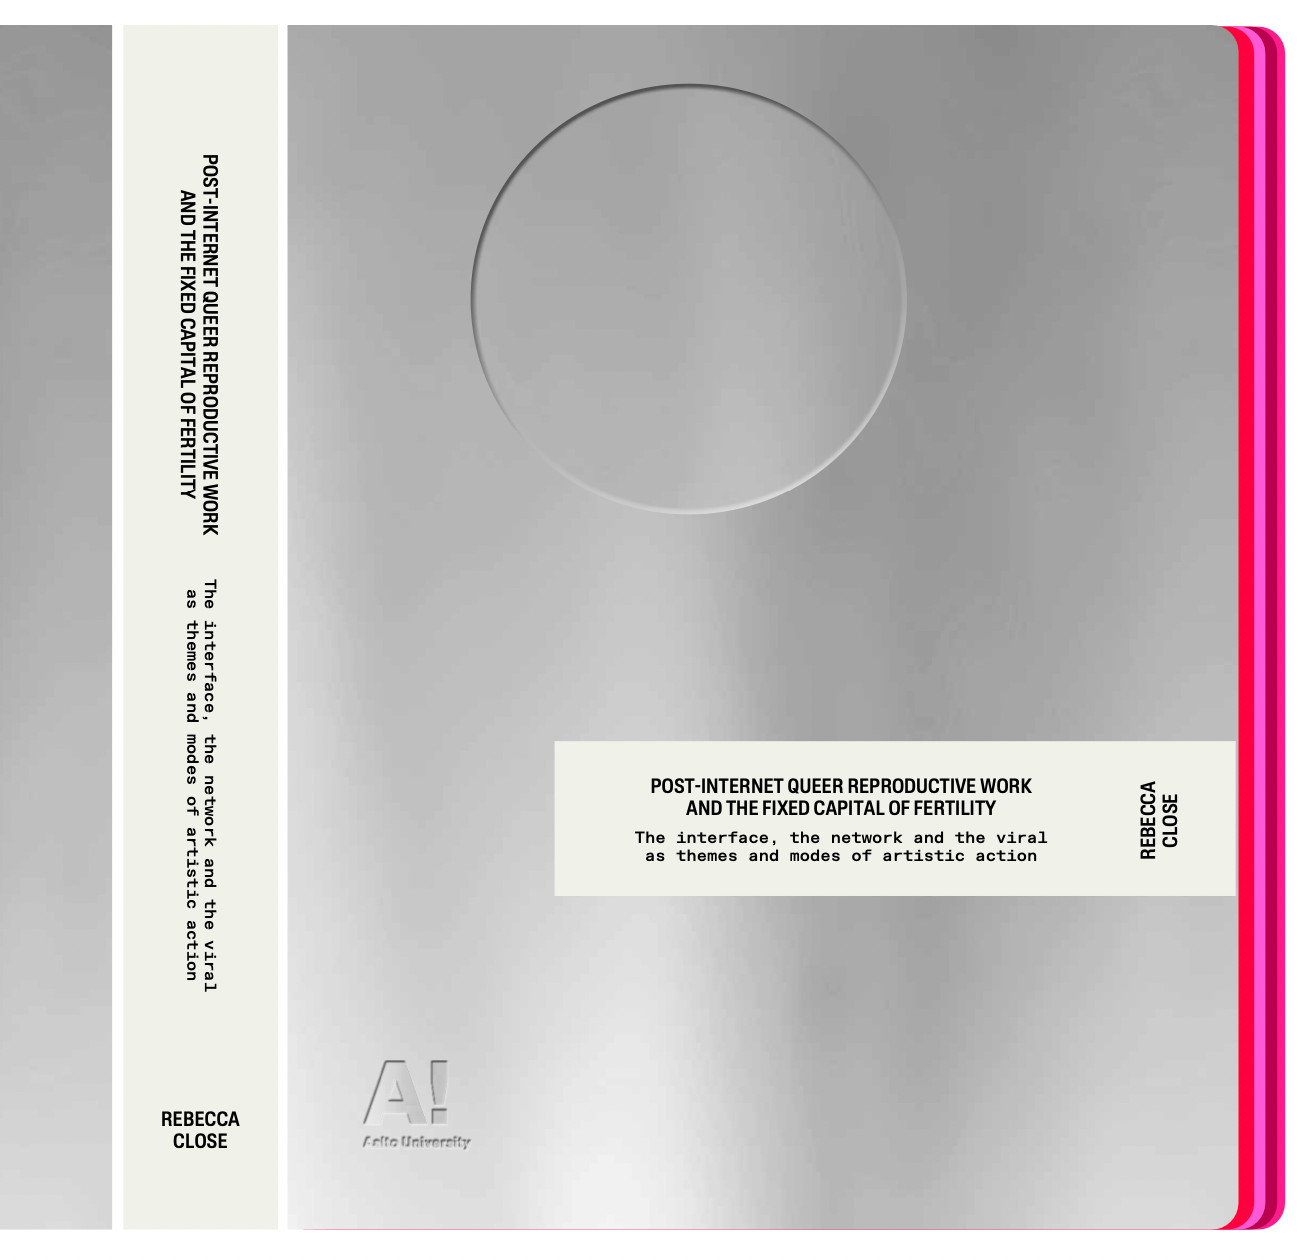 POST-INTERNET QUEER REPRODUCTIVE WORK
AND THE FIXED CAPITAL OF FERTILITY
The interface, the network and the viral
as themes and modes of artistic action
REBECCA
CLOSE
POST-INTERNET QUEER REPRODUCTIVE WORK
AND THE FIXED CAPITAL OF FERTILITY
The interface, the network and the viral
as themes and modes of artistic action
REBECCA
CLOSE
A!
Aalto University